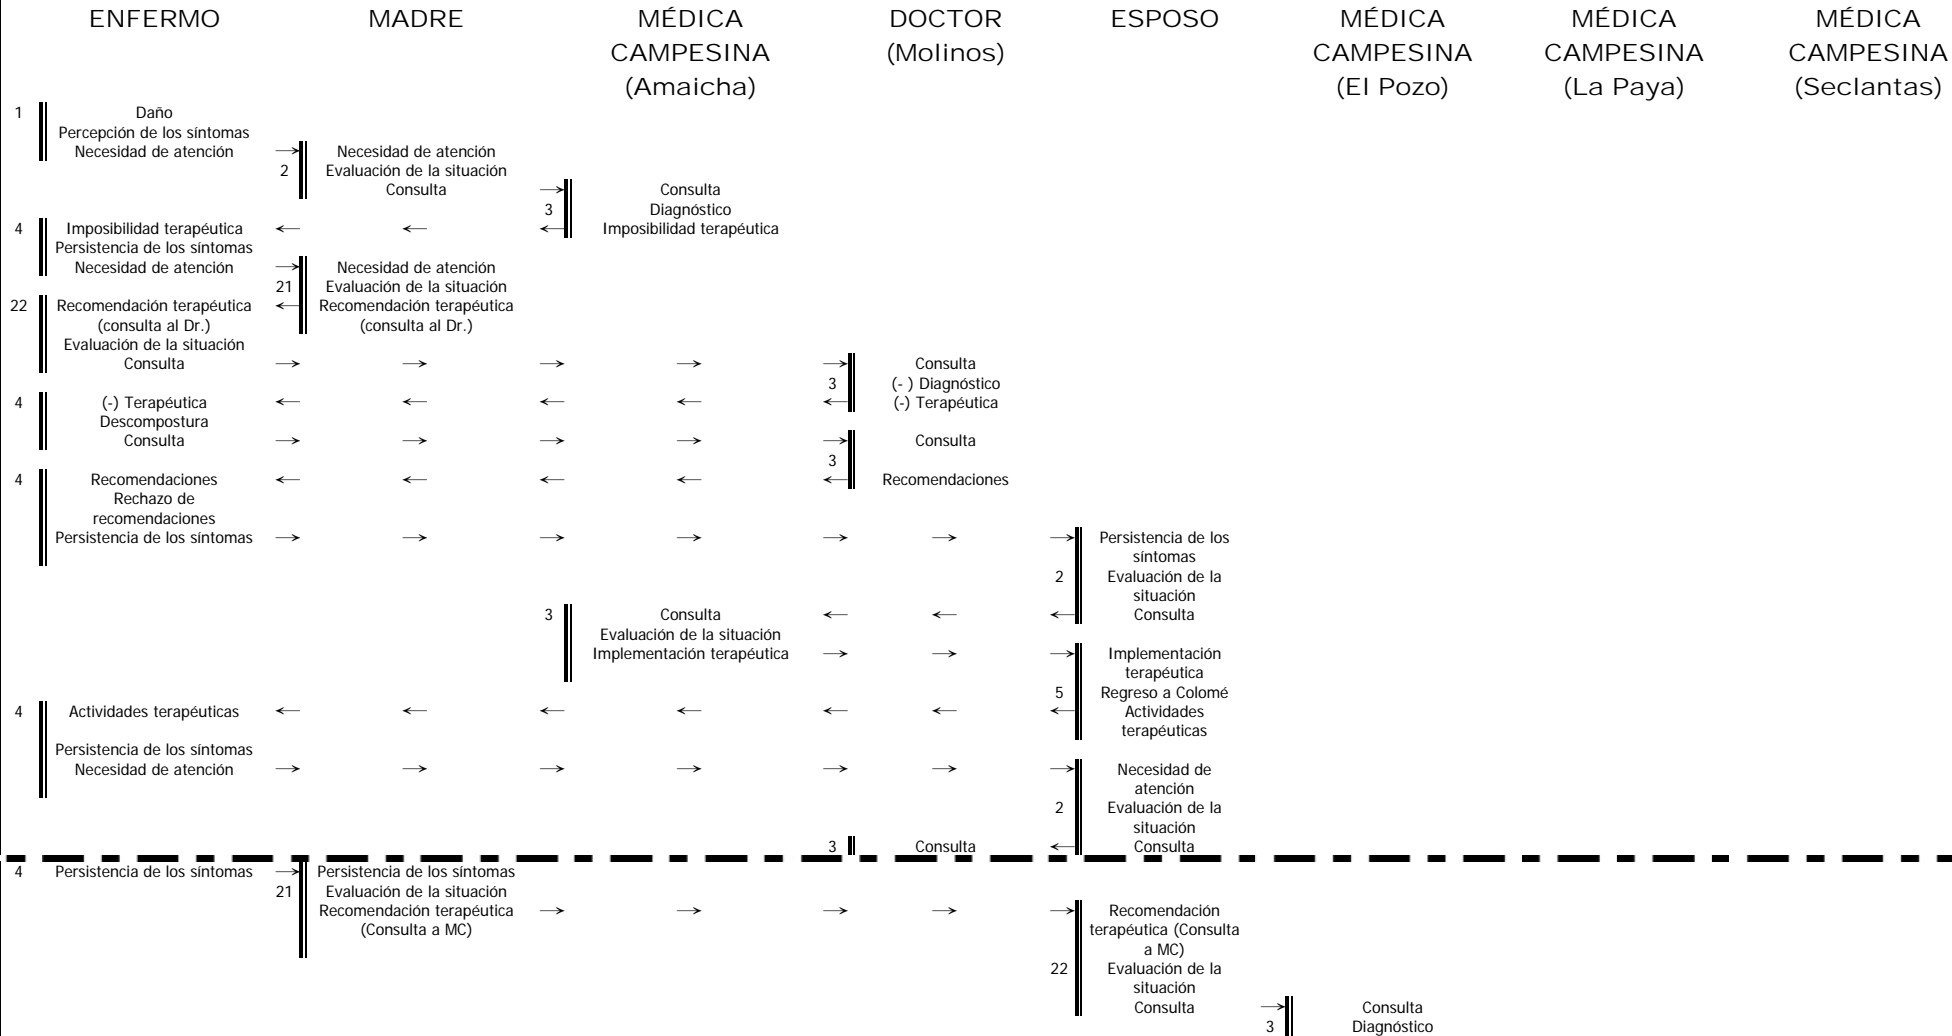 ENFERMO MADRE MÉDICA DOCTOR ESPOSO MÉDICA MÉDICA MÉDICA
CAMPESINA (Molinos) CAMPESINA CAMPESINA CAMPESINA
(Amaicha) (El Pozo) (La Paya) (Seclantas)
1 Daño
Percepción de los síntomas
Necesidad de atención → Necesidad de atención
2 Evaluación de la situación
Consulta → Consulta
3 Diagnóstico
4 Imposibilidad terapéutica ← ← ← Imposibilidad terapéutica
Persistencia de los síntomas
Necesidad de atención → Necesidad de atención
21 Evaluación de la situación
22 Recomendación terapéutica ← Recomendación terapéutica
(consulta al Dr.) (consulta al Dr.)
Evaluación de la situación
Consulta → → → → → Consulta
3 (- ) Diagnóstico
4 (-) Terapéutica ← ← ← ← ← (-) Terapéutica
Descompostura
Consulta → → → → → Consulta
3
4 Recomendaciones ← ← ← ← ← Recomendaciones
Rechazo de
recomendaciones
Persistencia de los síntomas → → → → → → → Persistencia de los
síntomas
2 Evaluación de la
situación
3 Consulta ← ← ← Consulta
Evaluación de la situación
Implementación terapéutica → → → Implementación
terapéutica
5 Regreso a Colomé
4 Actividades terapéuticas ← ← ← ← ← ← ← Actividades
terapéuticas
Persistencia de los síntomas
Necesidad de atención → → → → → → → Necesidad de
atención
2 Evaluación de la
situación
3 Consulta ← Consulta
4 Persistencia de los síntomas → Persistencia de los síntomas
21 Evaluación de la situación
Recomendación terapéutica → → → → → Recomendación
(Consulta a MC) terapéutica (Consulta
a MC)
22 Evaluación de la
situación
Consulta → Consulta
3 Diagnóstico